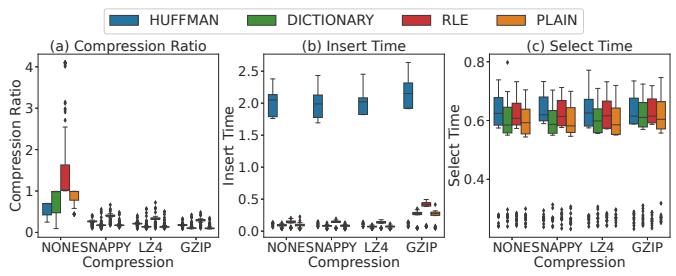 HUFFMAN DICTIONARY RLE PLAIN
(a) Compression Ratio
Compression Ratio
4
3
2
1
0
NONE SNAPPY LZ4 GZIP
Compression
(b) Insert Time
Insert Time
2.5
2.0
1.5
1.0
0.5
0.0
NONE SNAPPY LZ4 GZIP
Compression
(c) Select Time
Select Time
0.8
0.6
0.4
NONE SNAPPY LZ4 GZIP
Compression